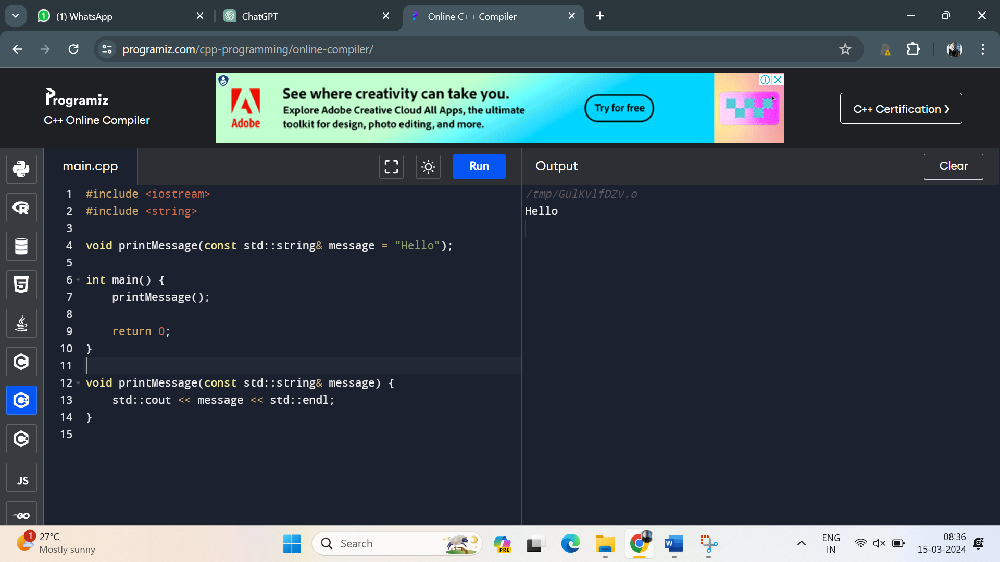 (1) WhatsApp
ChatGPT
Online C++ Compiler
programiz.com/cpp-programming/online-compiler/
Programiz
C++ Online Compiler
Adobe
See where creativity can take you.
Explore Adobe Creative Cloud All Apps, the ultimate
toolkit for design, photo editing, and more.
Try for free
C++ Certification ❯
main.cpp
Run
Output
Clear
1 #include <iostream>
2 #include <string>
3
4 void printMessage(const std::string& message = "Hello");
5
6 int main() {
7     printMessage();
8
9     return 0;
10 }
11
12 void printMessage(const std::string& message) {
13     std::cout << message << std::endl;
14 }
15
/tmp/GulKvlfDZv.o
Hello
JS
GO
1
27°C
Mostly sunny
Search
PRE
W
ENG
IN
08:36
15-03-2024